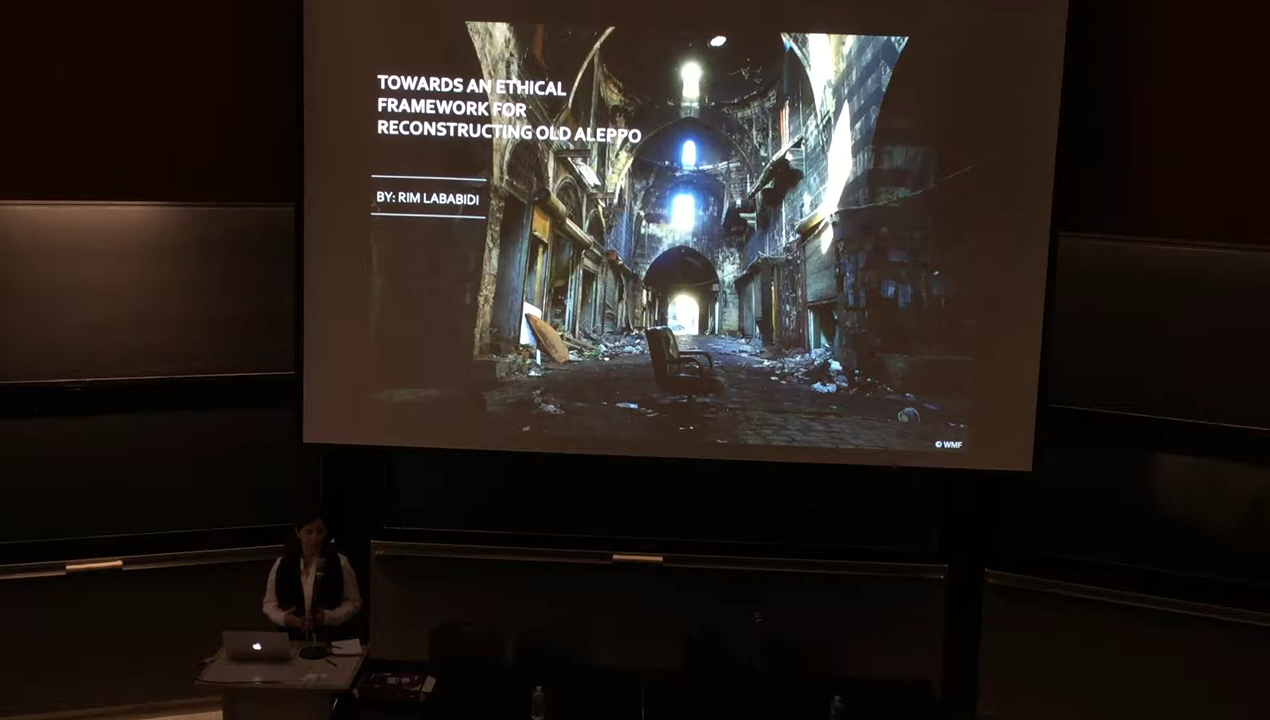 TOWARDS AN ETHICAL
FRAMEWORK FOR
RECONSTRUCTING OLD ALEPPO
BY: RIM LABABIDI
© WMF